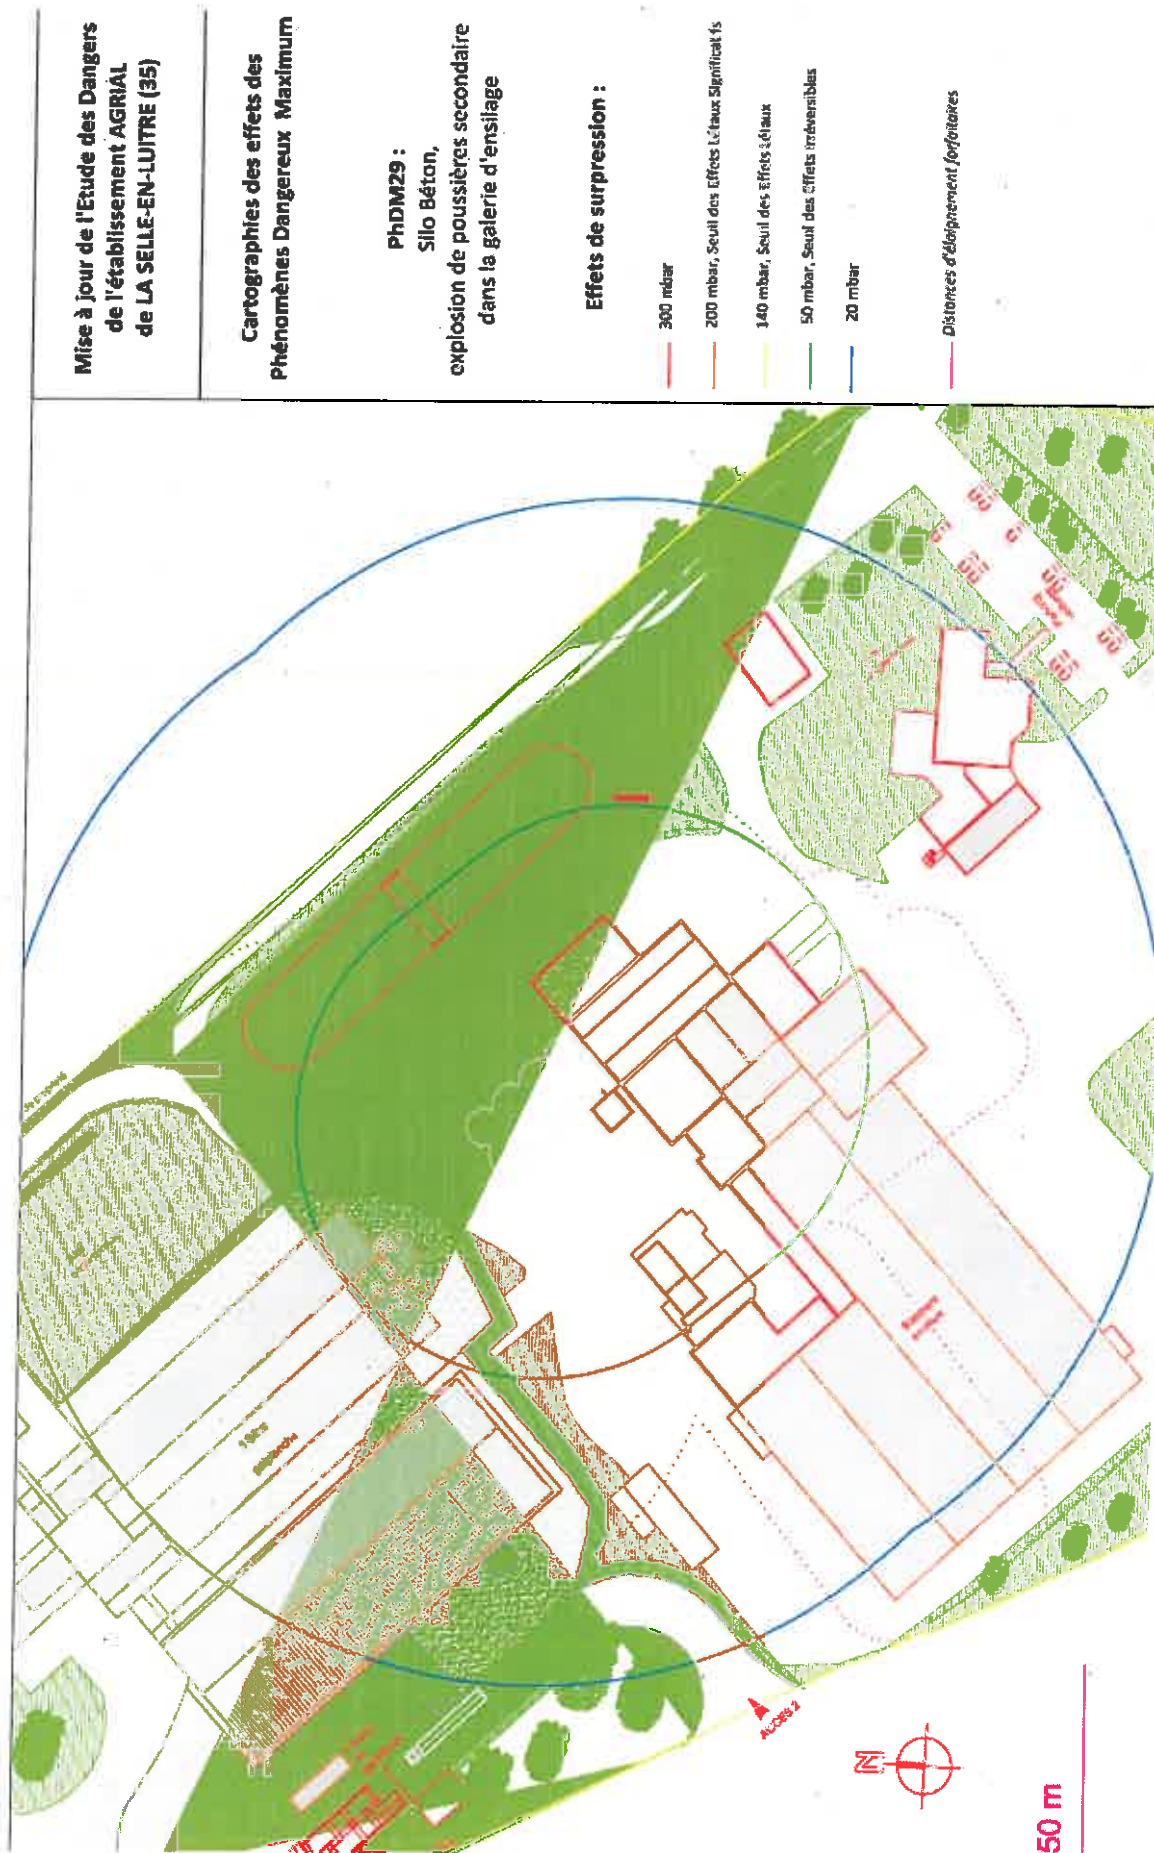 Mise à jour de l'Etude des Dangers
de l'établissement AGRIAL
de LA SELLE-EN-LUITRE (35)
Cartographies des effets des
Phénomènes Dangereux Maximum
PhDM29 :
Silo Béton,
explosion de poussières secondaire
dans la galerie d'ensilage
Effets de surpression :
300 mbar
200 mbar, Seuil des Effets Létaux Significatifs
140 mbar, Seuil des Effets Létaux
50 mbar, Seuil des Effets Irréversibles
20 mbar
Distances d'éloignement forfaitaires
ACCES 2
N
50 m